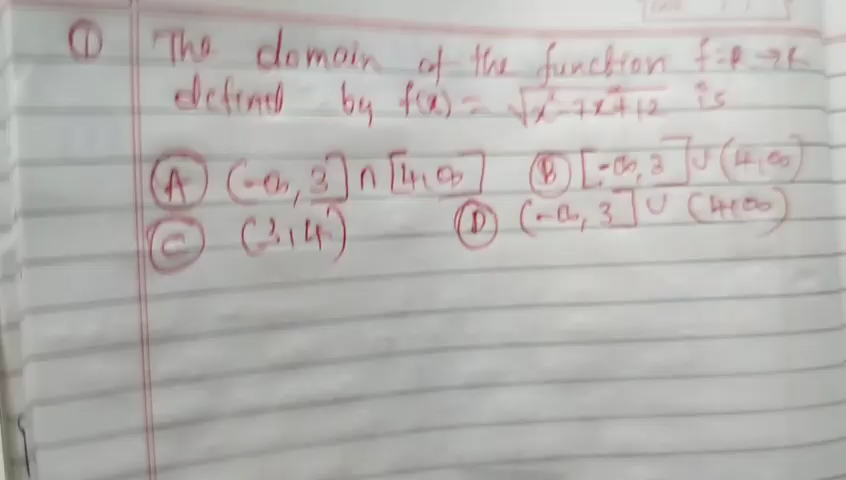 ① The domain of the function f:R→R
defined by f(x) = √x²-7x+12 is
Ⓐ (-∞, 3] ∩ [4,∞] Ⓑ [-∞, 3] ∪ (4,∞]
Ⓒ (3,4) Ⓓ (-∞, 3] ∪ (4,∞)